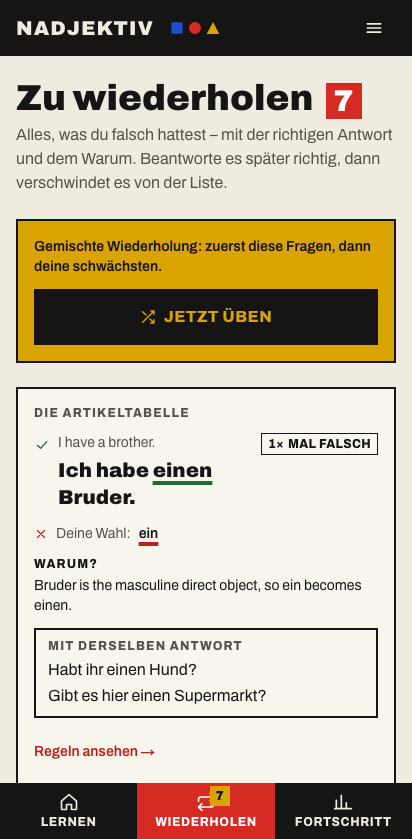 NADJEKTIV
Zu wiederholen 7
Alles, was du falsch hattest – mit der richtigen Antwort
und dem Warum. Beantworte es später richtig, dann
verschwindet es von der Liste.
Gemischte Wiederholung: zuerst diese Fragen, dann
deine schwächsten.
JETZT ÜBEN
DIE ARTIKELTABELLE
I have a brother.
1× MAL FALSCH
Ich habe einen
Bruder.
Deine Wahl: ein
WARUM?
Bruder is the masculine direct object, so ein becomes
einen.
MIT DERSELBEN ANTWORT
Habt ihr einen Hund?
Gibt es hier einen Supermarkt?
Regeln ansehen →
7
LERNEN
WIEDERHOLEN
FORTSCHRITT